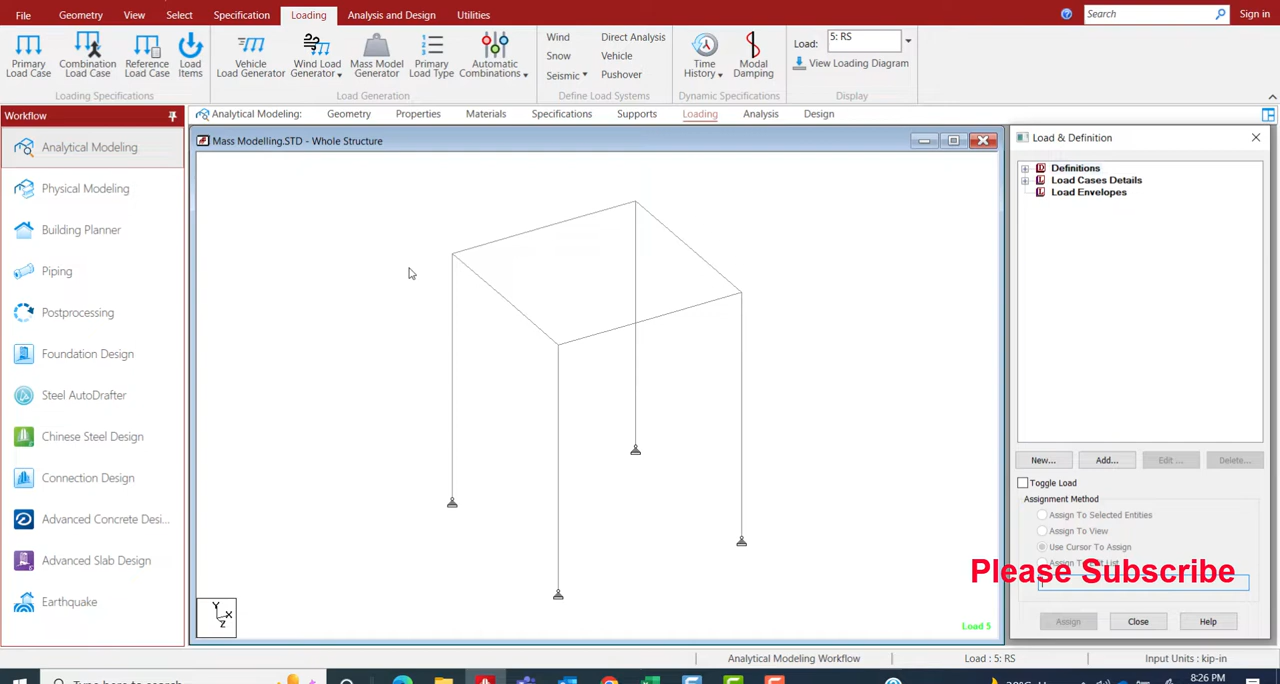 File Geometry View Select Specification Loading Analysis and Design Utilities Search Sign in
Primary Load Case
Combination Load Case
Reference Load Case
Load Items
Loading Specifications
Vehicle Load Generator
Wind Load Generator
Mass Model Generator
Primary Load Type
Automatic Combinations
Load Generation
Wind Direct Analysis
Snow Vehicle
Seismic Pushover
Define Load Systems
Time History
Modal Damping
Dynamic Specifications
Load: 5: RS
View Loading Diagram
Display
Workflow
Analytical Modeling: Geometry Properties Materials Specifications Supports Loading Analysis Design
Analytical Modeling
Physical Modeling
Building Planner
Piping
Postprocessing
Foundation Design
Steel AutoDrafter
Chinese Steel Design
Connection Design
Advanced Concrete Desi...
Advanced Slab Design
Earthquake
Mass Modelling.STD - Whole Structure
Y
X
Z
Load 5
Load & Definition
Definitions
Load Cases Details
Load Envelopes
New... Add... Edit ... Delete...
Toggle Load
Assignment Method
Assign To Selected Entities
Assign To View
Use Cursor To Assign
Please Subscribe
Assign Close Help
Analytical Modeling Workflow Load : 5: RS Input Units : kip-in
8:26 PM